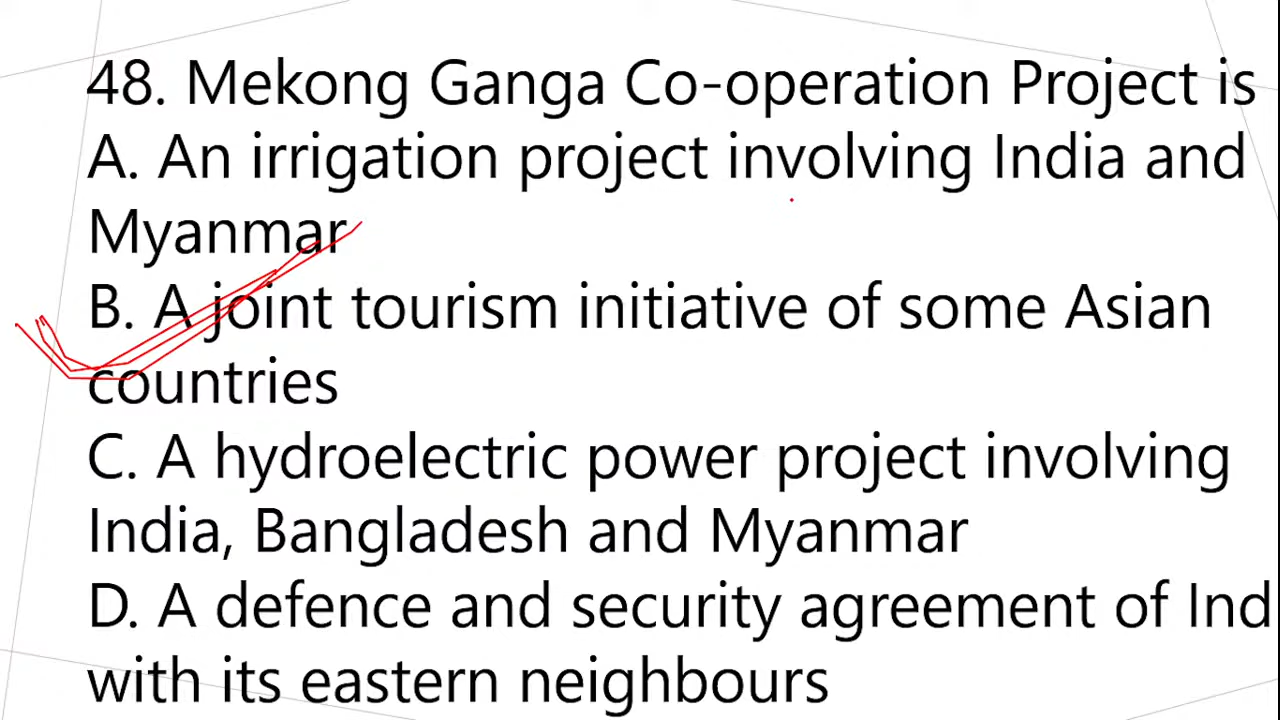 48. Mekong Ganga Co-operation Project is
A. An irrigation project involving India and
Myanmar
B. A joint tourism initiative of some Asian
countries
C. A hydroelectric power project involving
India, Bangladesh and Myanmar
D. A defence and security agreement of Ind
with its eastern neighbours